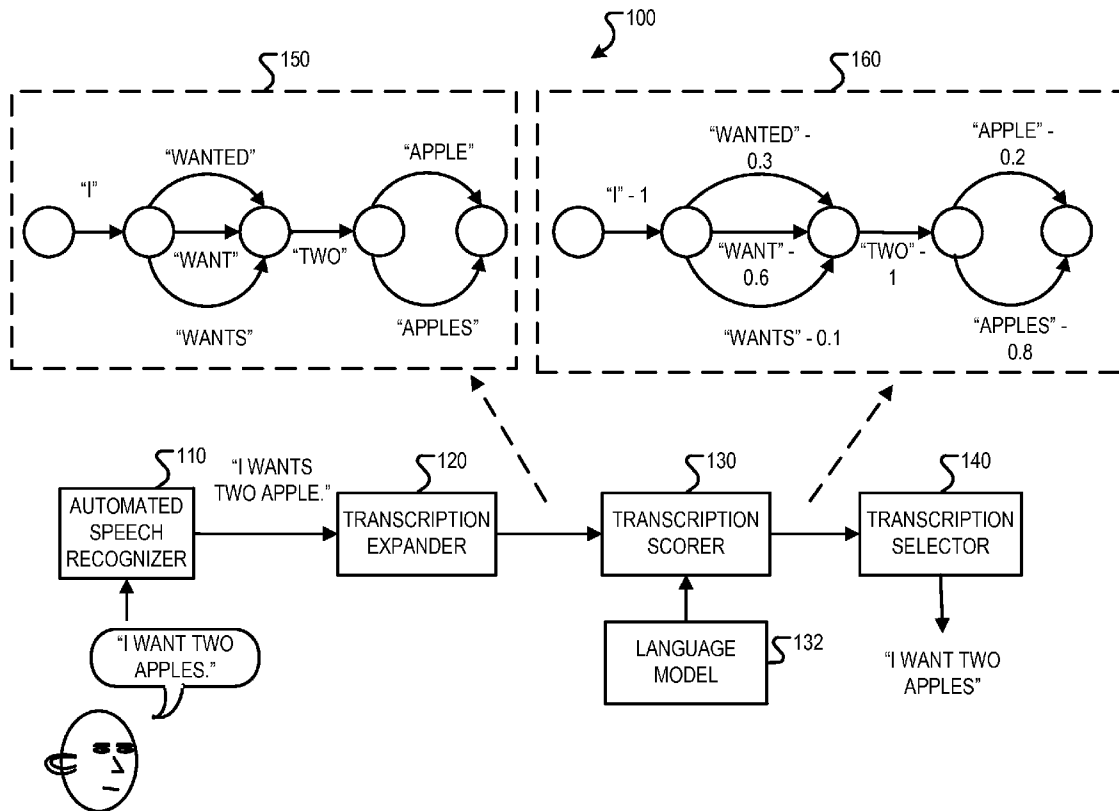 100
150
160
“WANTED”
“APPLE”
“I”
“WANT”
“TWO”
“WANTS”
“APPLES”
“WANTED” -
0.3
“APPLE” -
0.2
“I” - 1
“WANT” -
0.6
“TWO” -
1
“WANTS” - 0.1
“APPLES” -
0.8
110
“I WANTS
TWO APPLE.”
120
130
140
AUTOMATED
SPEECH
RECOGNIZER
TRANSCRIPTION
EXPANDER
TRANSCRIPTION
SCORER
TRANSCRIPTION
SELECTOR
“I WANT TWO
APPLES.”
LANGUAGE
MODEL
132
“I WANT TWO
APPLES”